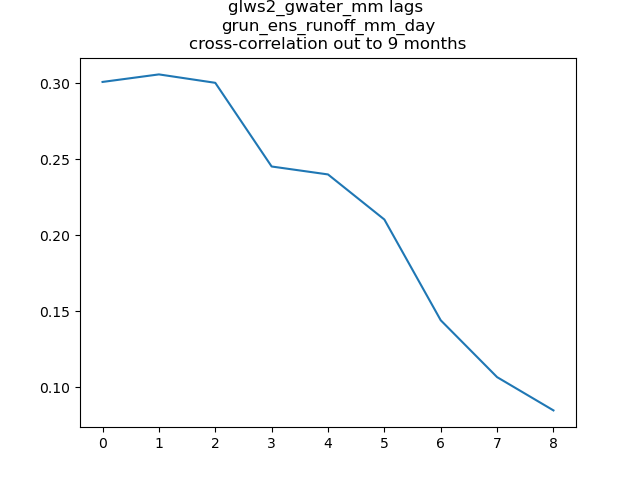 glws2_gwater_mm lags
grun_ens_runoff_mm_day
cross-correlation out to 9 months
0.30
0.25
0.20
0.15
0.10
0 1 2 3 4 5 6 7 8